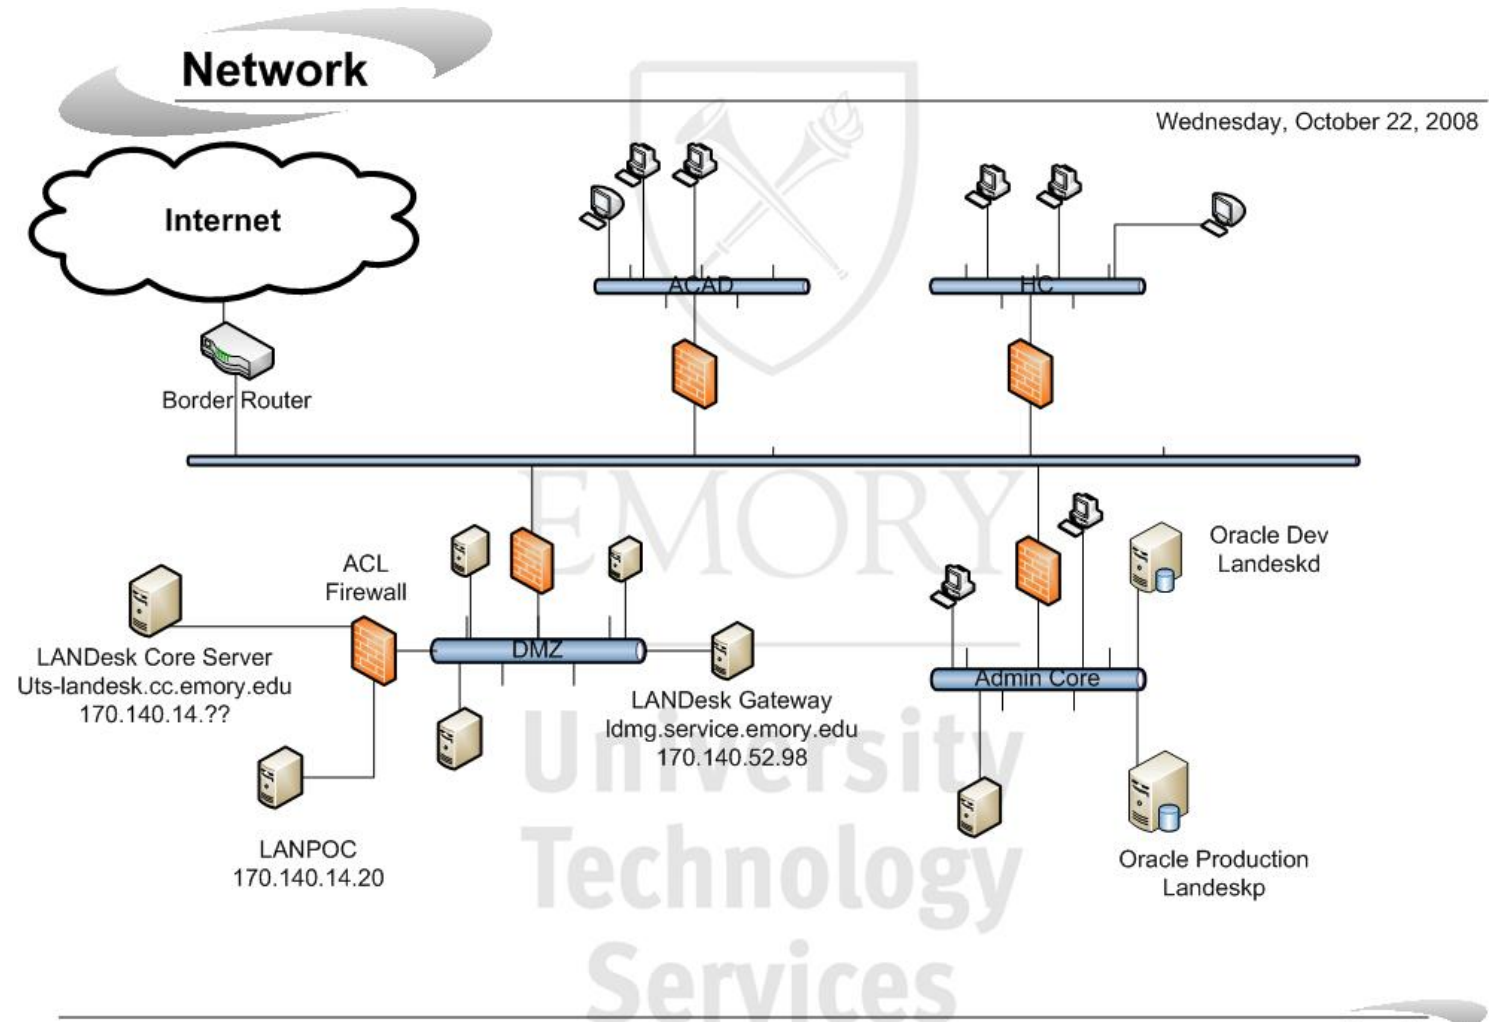 Network
Wednesday, October 22, 2008
Internet
ACAD
HC
Border Router
EMORY
ACL
Firewall
Oracle Dev
Landeskd
DMZ
LANDesk Core Server
Uts-landesk.cc.emory.edu
170.140.14.??
Admin Core
LANDesk Gateway
ldmg.service.emory.edu
170.140.52.98
University
Technology
Services
LANPOC
170.140.14.20
Oracle Production
Landeskp